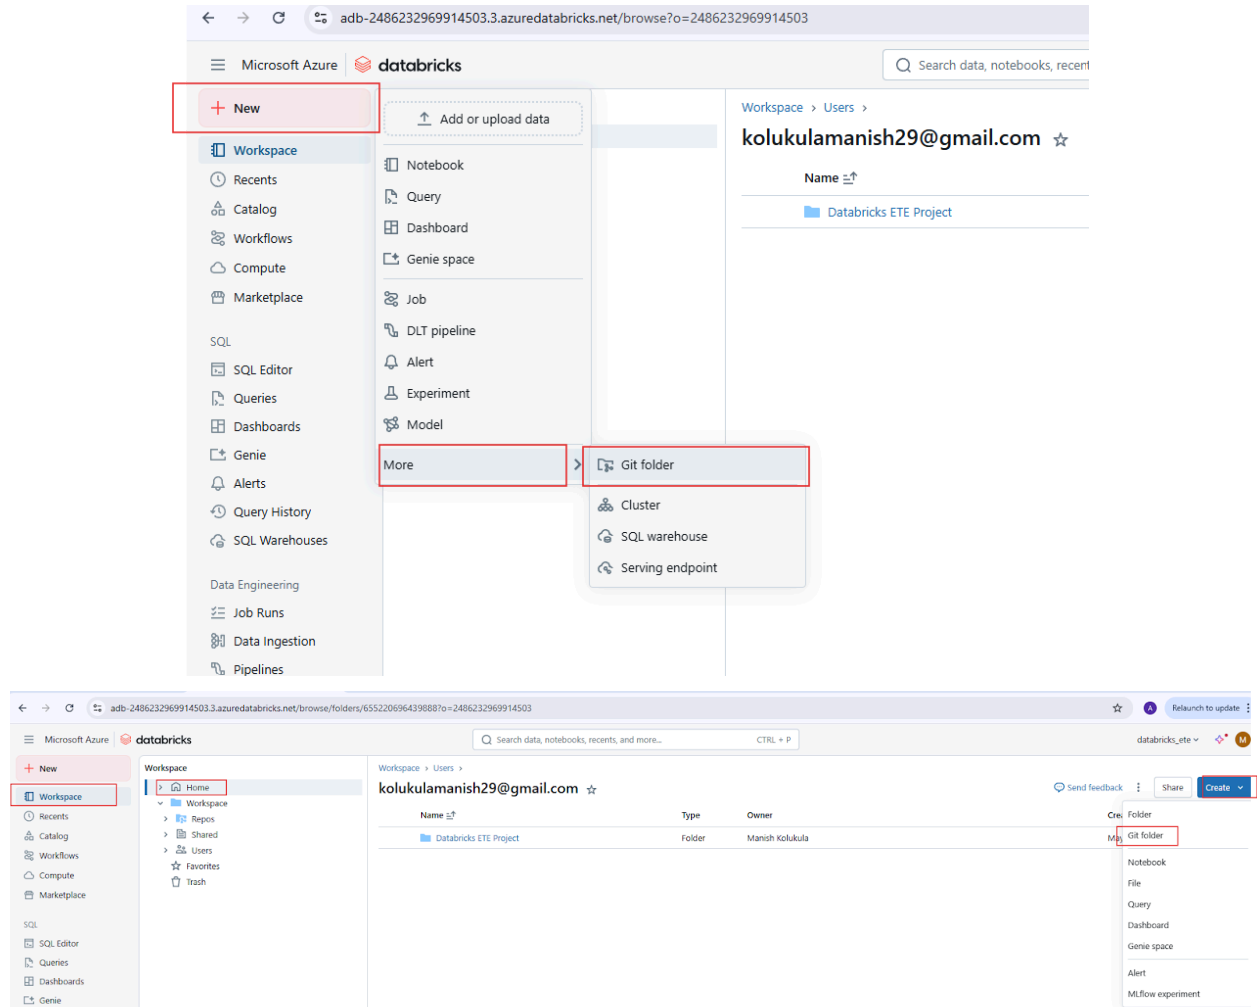 adb-2486232969914503.3.azuredatabricks.net/browse?o=2486232969914503
Microsoft Azure databricks
Search data, notebooks, recent
New
Workspace
Recents
Catalog
Workflows
Compute
Marketplace
SQL
SQL Editor
Queries
Dashboards
Genie
Alerts
Query History
SQL Warehouses
Data Engineering
Job Runs
Data Ingestion
Pipelines
Add or upload data
Notebook
Query
Dashboard
Genie space
Job
DLT pipeline
Alert
Experiment
Model
More
Git folder
Cluster
SQL warehouse
Serving endpoint
Workspace > Users >
kolukulamanish29@gmail.com
Name
Databricks ETE Project
adb-2486232969914503.3.azuredatabricks.net/browse/folders/655220696439888?o=2486232969914503
A
Relaunch to update
Microsoft Azure databricks
Search data, notebooks, recents, and more... CTRL + P
databricks_ete
M
New
Workspace
Recents
Catalog
Workflows
Compute
Marketplace
SQL
SQL Editor
Queries
Dashboards
Genie
Workspace
Home
Workspace
Repos
Shared
Users
Favorites
Trash
Workspace > Users >
kolukulamanish29@gmail.com
Send feedback
Share
Create
Name Type Owner Cre
Databricks ETE Project Folder Manish Kolukula May
Folder
Git folder
Notebook
File
Query
Dashboard
Genie space
Alert
MLflow experiment